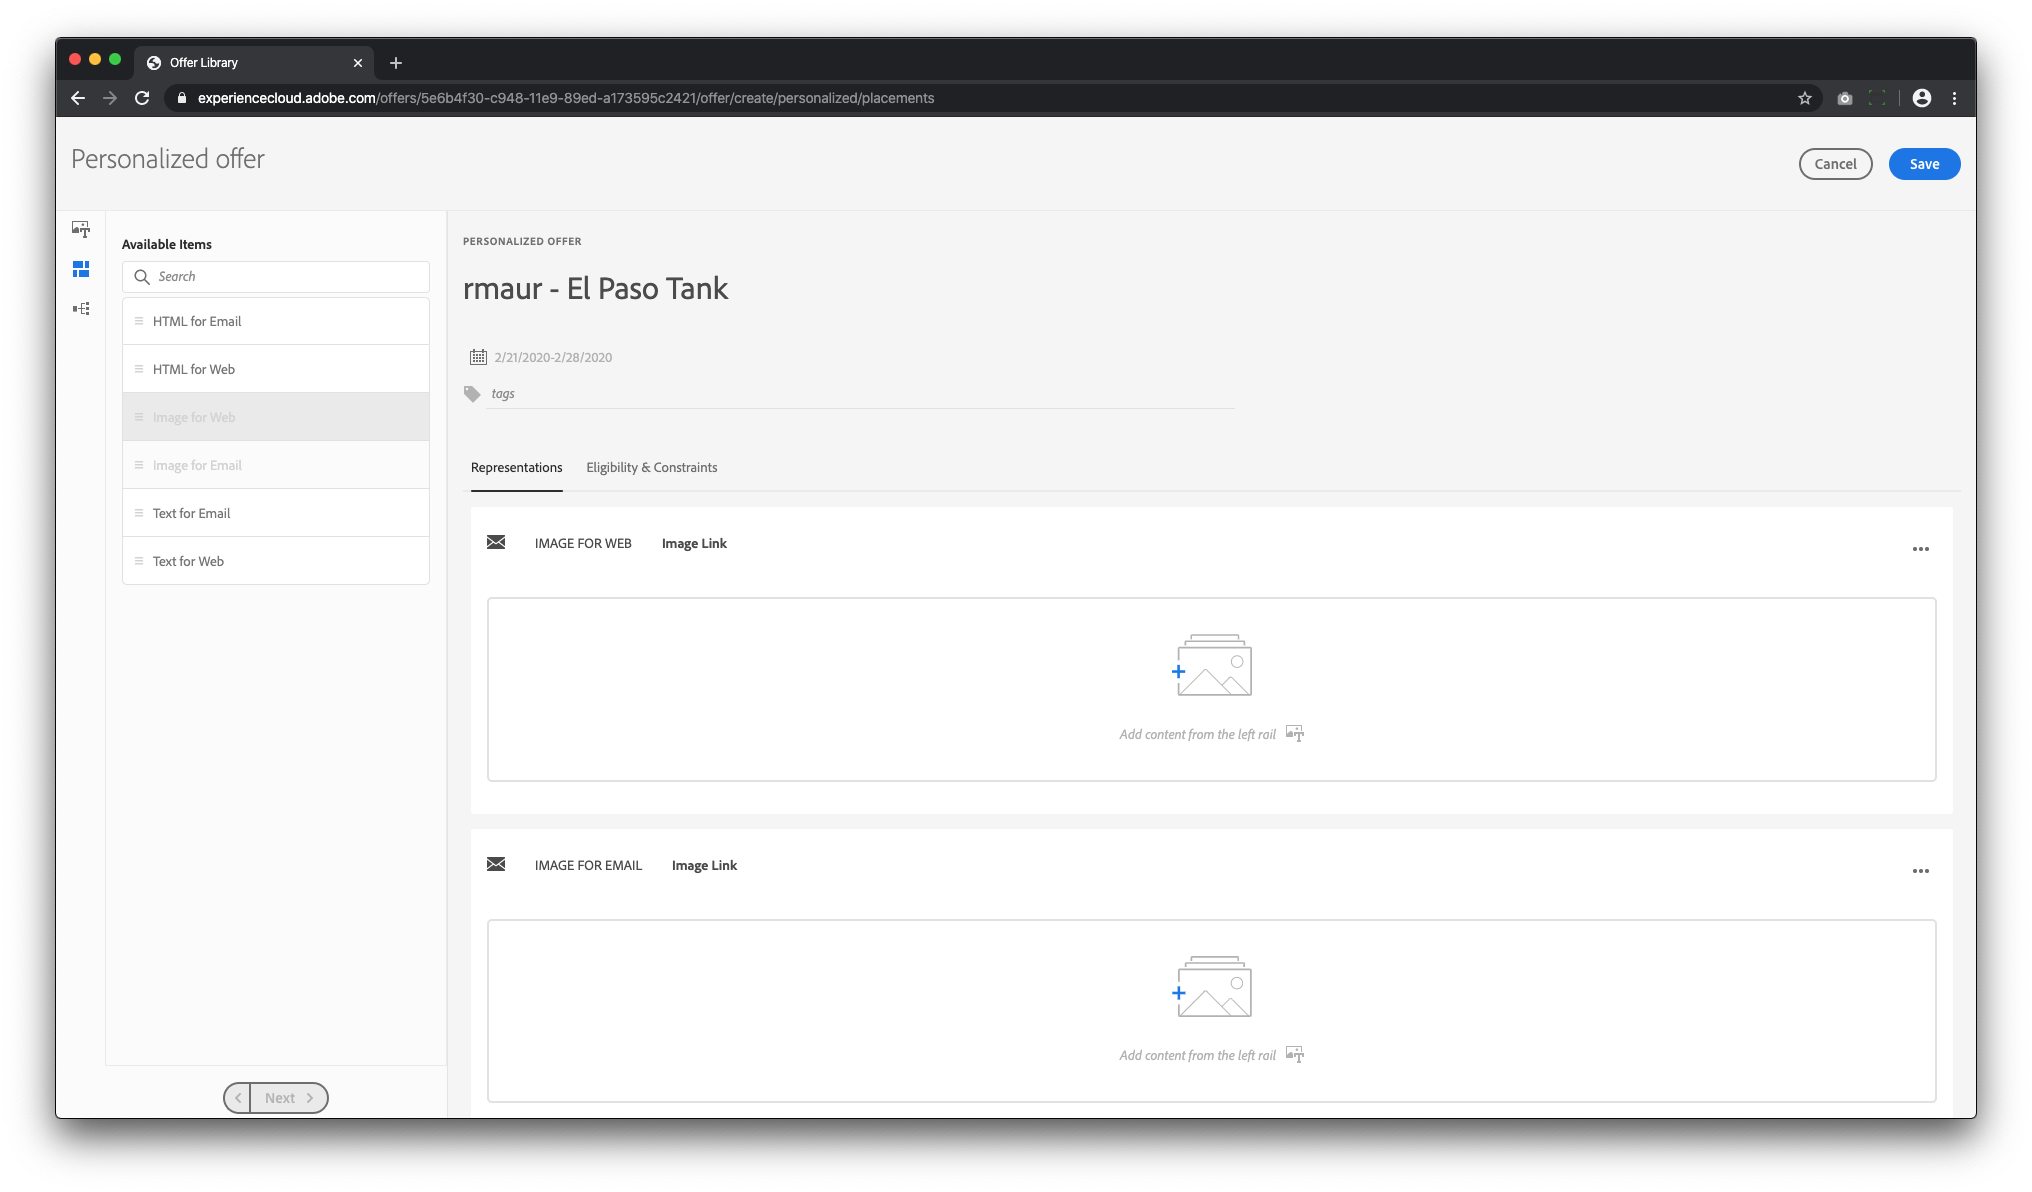 Offer Library
experiencecloud.adobe.com/offers/5e6b4f30-c948-11e9-89ed-a173595c2421/offer/create/personalized/placements
Personalized offer
Cancel
Save
Available Items
Search
HTML for Email
HTML for Web
Image for Web
Image for Email
Text for Email
Text for Web
Next
PERSONALIZED OFFER
rmaur - El Paso Tank
2/21/2020-2/28/2020
tags
Representations
Eligibility & Constraints
IMAGE FOR WEB Image Link
Add content from the left rail
IMAGE FOR EMAIL Image Link
Add content from the left rail